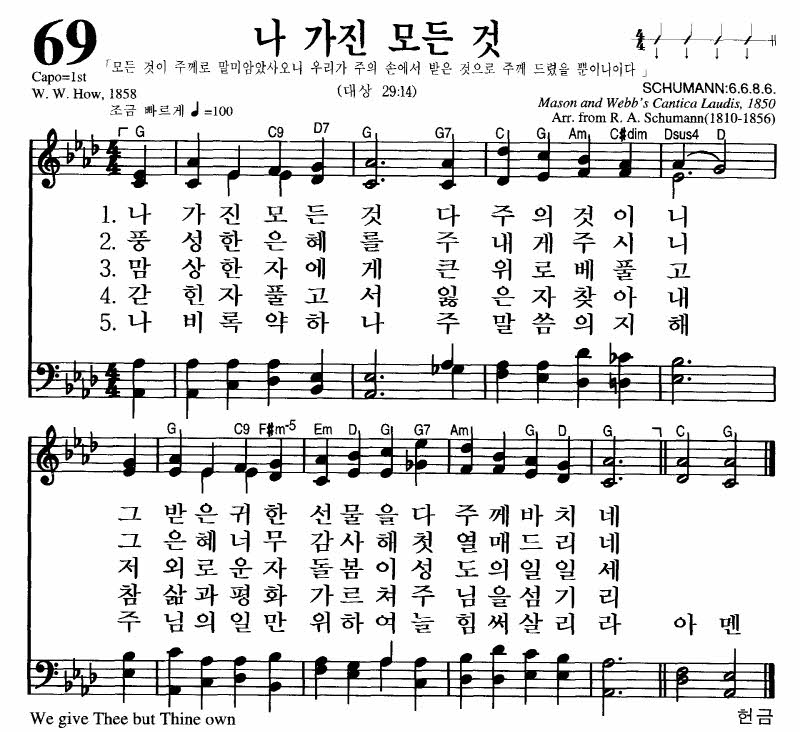 69
나 가진 모든 것
「모든 것이 주께로 말미암았사오니 우리가 주의 손에서 받은 것으로 주께 드렸을 뿐이니이다」
(대상 29:14)
Capo=1st
W. W. How, 1858
조금 빠르게 ♩=100
SCHUMANN:6.6.8.6.
Mason and Webb's Cantica Laudis, 1850
Arr. from R. A. Schumann(1810-1856)
G C9 D7 G G7 C G Am C#dim Dsus4 D
1. 나 가진 모든 것 다 주의 것이 니
2. 풍성한 은혜를 주 내게 주시 니
3. 맘 상한 자에게 큰 위로 베풀 고
4. 갇힌 자 풀고서 잃은 자 찾아 내
5. 나 비록 약하나 주 말씀 의지 해
G C9 F#m-5 Em D G G7 Am G D G C G
그 받은 귀한 선물을 다 주께 바치 네
그 은혜 너무 감사해 첫 열매 드리 네
저 외로운 자 돌봄이 성도의 일일 세
참 삶과 평화 가르쳐 주님을 섬기 리
주님의 일만 위하여 늘 힘써 살리 라 아멘
We give Thee but Thine own
헌금